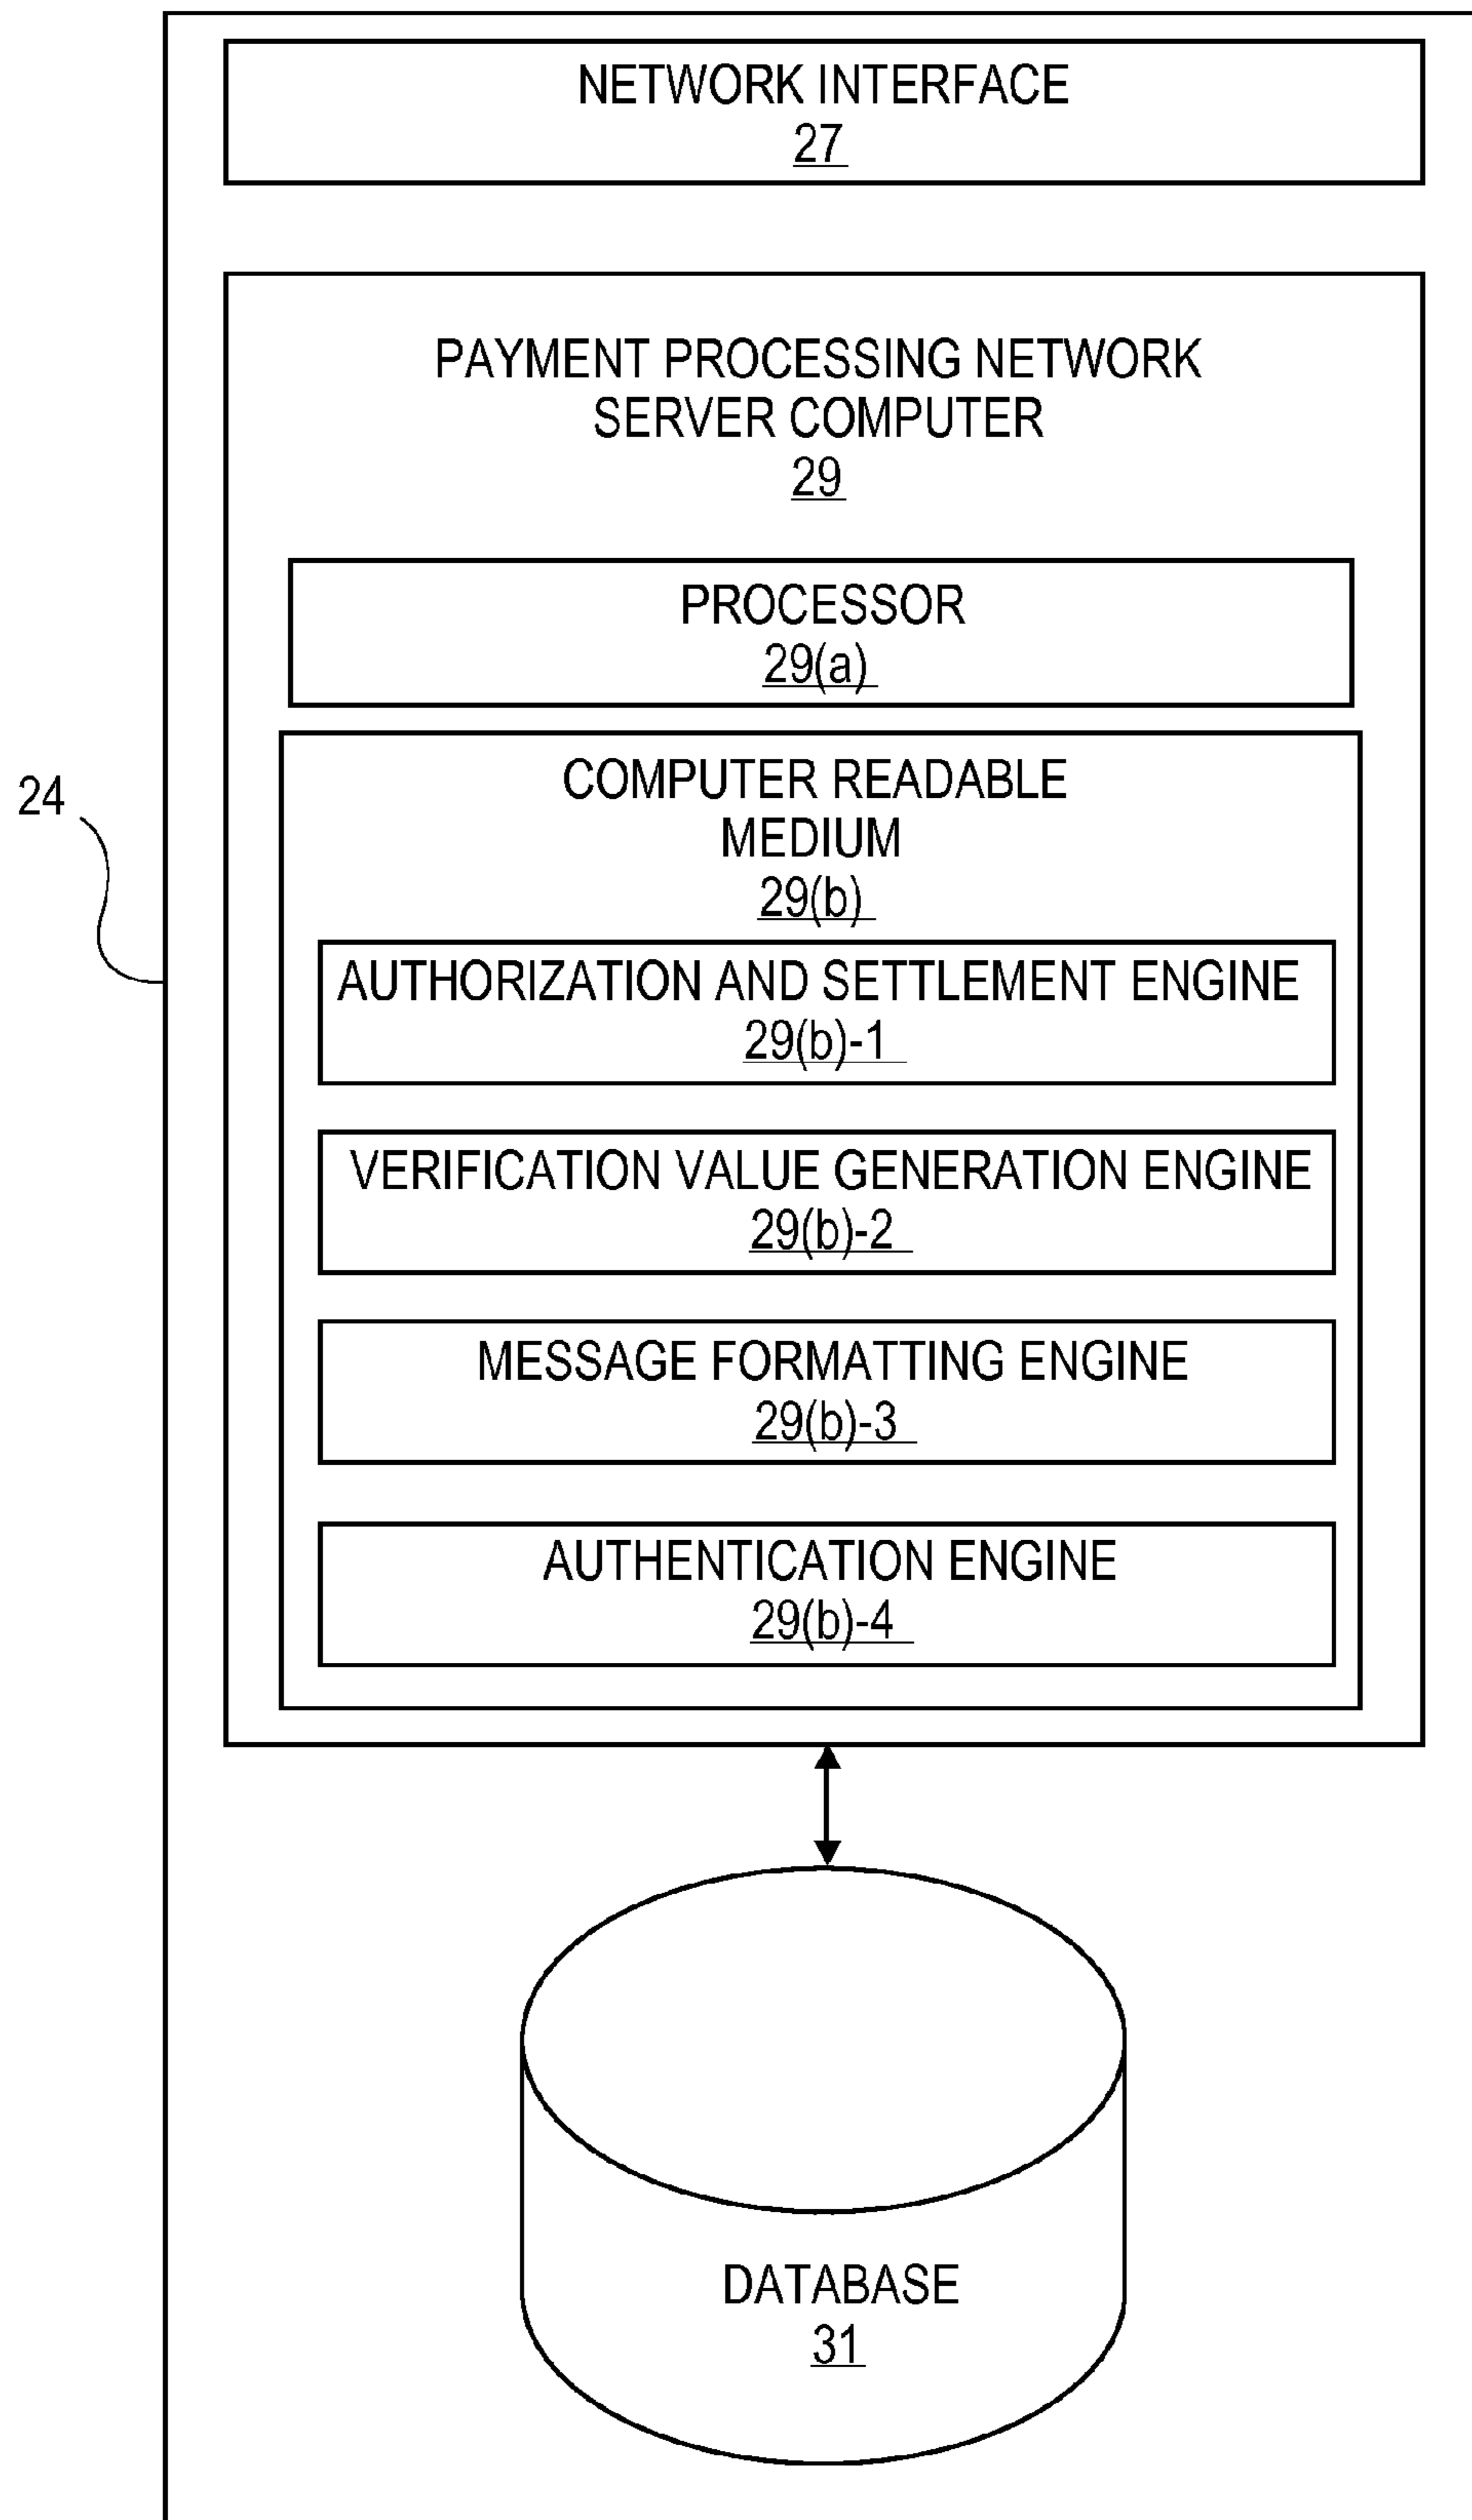 NETWORK INTERFACE
27
PAYMENT PROCESSING NETWORK
SERVER COMPUTER
29
PROCESSOR
29(a)
24
COMPUTER READABLE
MEDIUM
29(b)
AUTHORIZATION AND SETTLEMENT ENGINE
29(b)-1
VERIFICATION VALUE GENERATION ENGINE
29(b)-2
MESSAGE FORMATTING ENGINE
29(b)-3
AUTHENTICATION ENGINE
29(b)-4
DATABASE
31